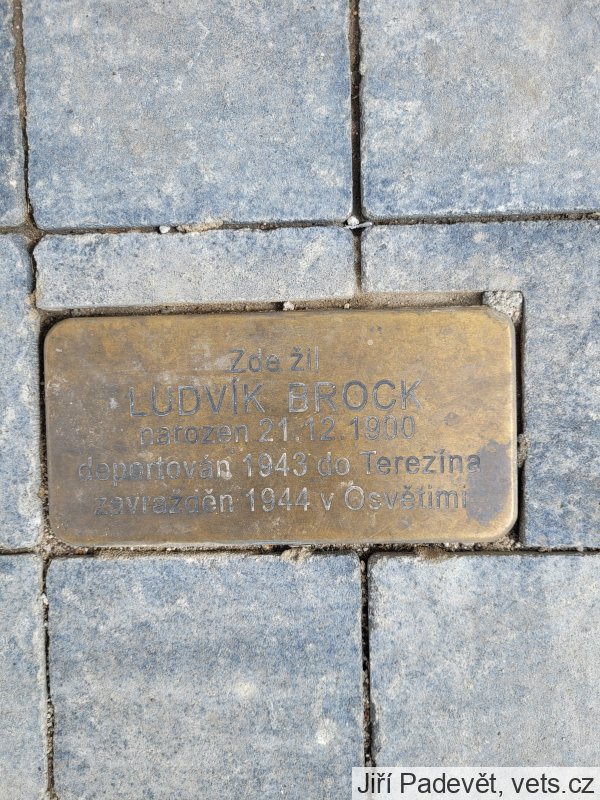 Zde žil
LUDVÍK BROCK
narozen 21.12.1900
deportován 1943 do Terezína
zavražděn 1944 v Osvětimi
Jiří Padevět, vets.cz